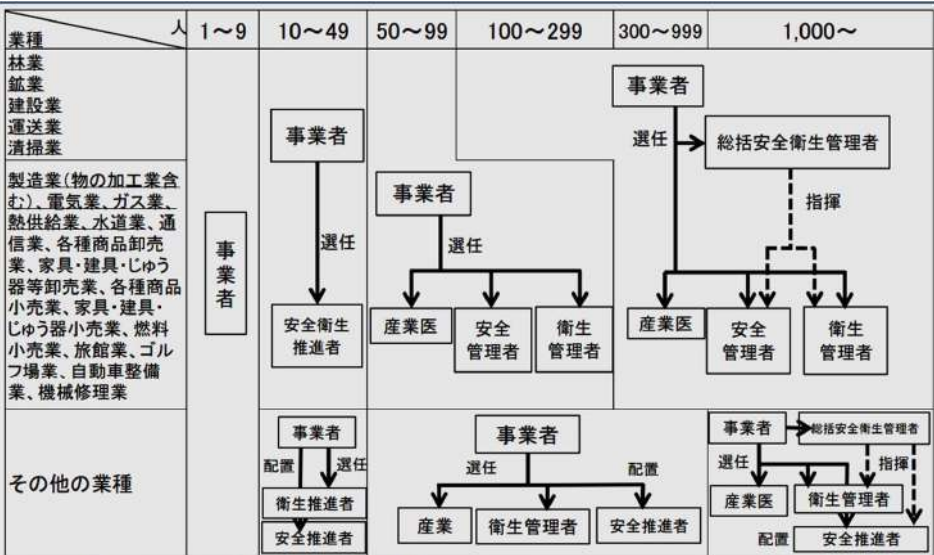 人
業種
1～9
10～49
50～99
100～299
300～999
1,000～
林業
鉱業
建設業
運送業
清掃業
製造業(物の加工業含
む)、電気業、ガス業、
熱供給業、水道業、通
信業、各種商品卸売
業、家具・建具・じゅう
器等卸売業、各種商品
小売業、家具・建具・
じゅう器小売業、燃料
小売業、旅館業、ゴル
フ場業、自動車整備
業、機械修理業
事
業
者
事業者
選任
安全衛生
推進者
事業者
選任
産業医
安全
管理者
衛生
管理者
事業者
選任
総括安全衛生管理者
指揮
産業医
安全
管理者
衛生
管理者
その他の業種
事業者
配置
選任
衛生推進者
安全推進者
事業者
選任
配置
産業
衛生管理者
安全推進者
事業者
総括安全衛生管理者
選任
指揮
産業医
衛生管理者
配置
安全推進者